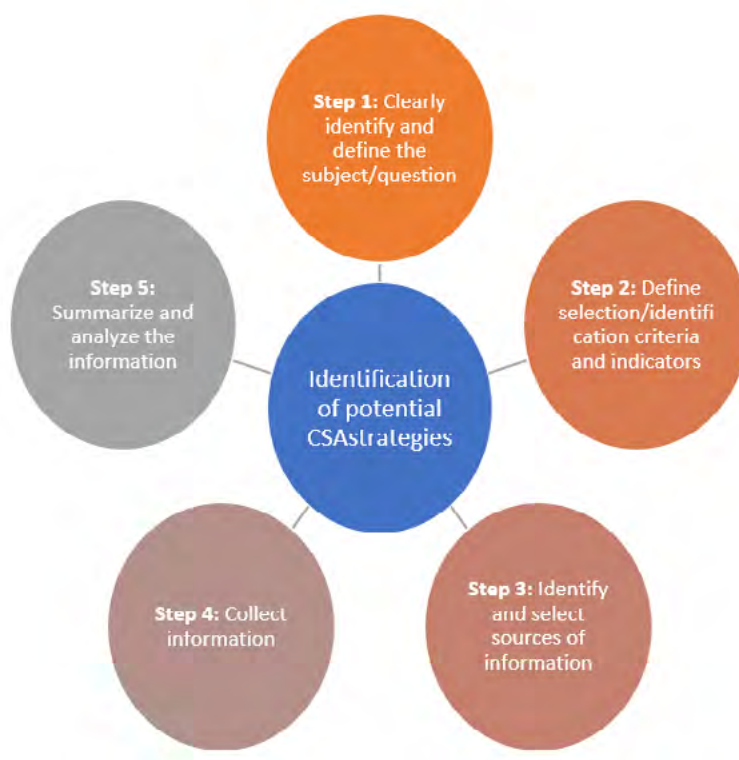 Step 1: Clearly
identify and
define the
subject/question
Step 2: Define
selection/identifi
cation criteria
and indicators
Step 3: Identify
and select
sources of
information
Step 4: Collect
information
Step 5:
Summarize and
analyze the
information
Identification
of potential
CSAstrategies